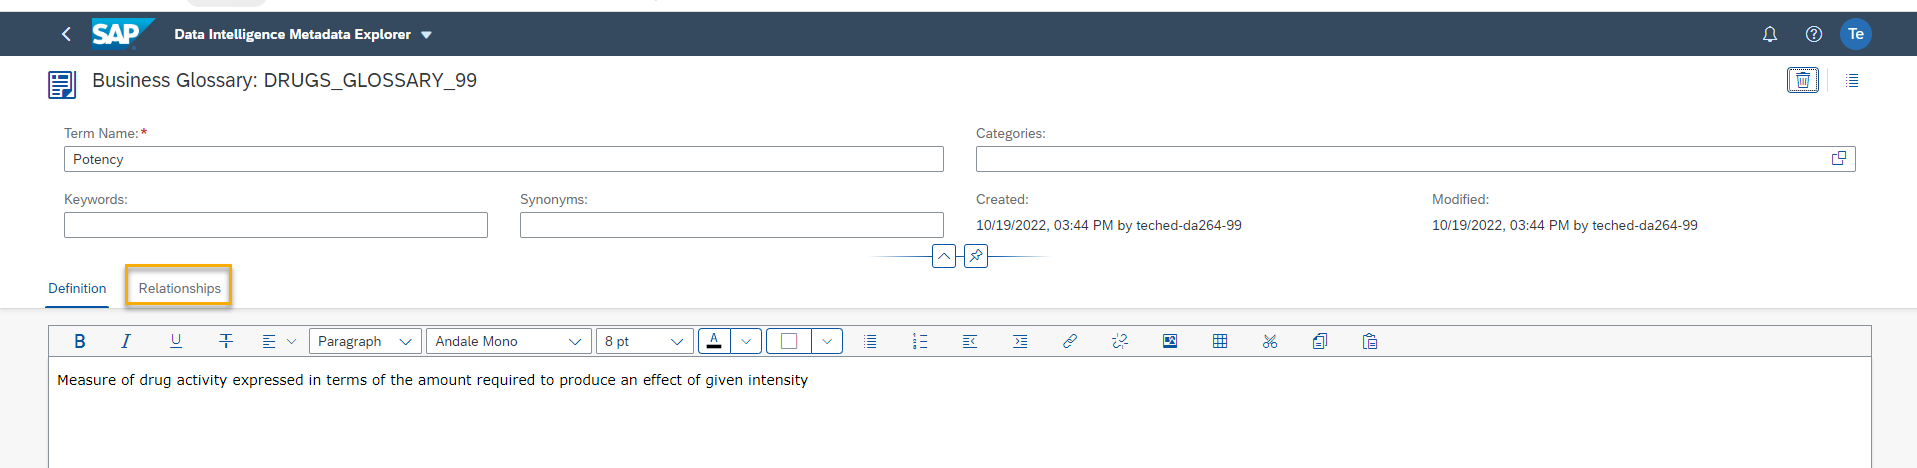 SAP Data Intelligence Metadata Explorer Te
Business Glossary: DRUGS_GLOSSARY_99
Term Name:* Categories:
Potency
Keywords: Synonyms: Created: Modified:
10/19/2022, 03:44 PM by teched-da264-99 10/19/2022, 03:44 PM by teched-da264-99
Definition Relationships
B I U T Paragraph Andale Mono 8 pt A
Measure of drug activity expressed in terms of the amount required to produce an effect of given intensity